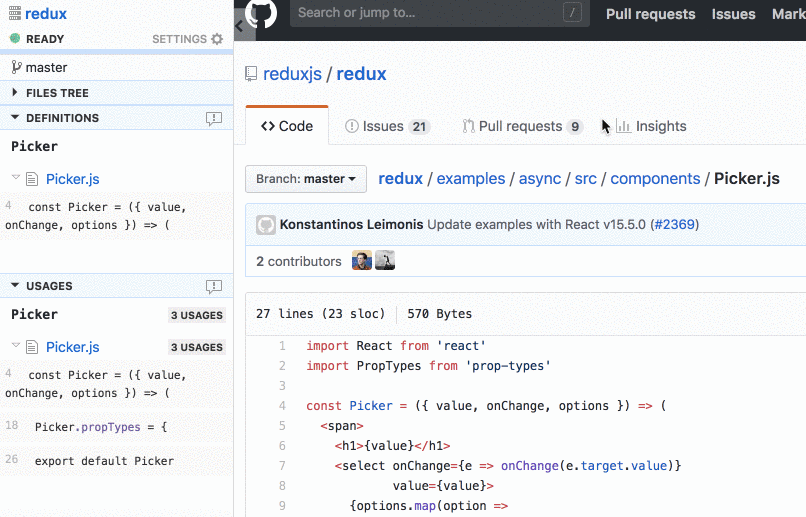 redux
READY
SETTINGS
master
FILES TREE
DEFINITIONS
Picker
Picker.js
4 const Picker = ({ value,
onChange, options }) => (
USAGES
Picker 3 USAGES
Picker.js 3 USAGES
4 const Picker = ({ value,
onChange, options }) => (
18 Picker.propTypes = {
26 export default Picker
Search or jump to… /
Pull requests Issues Mark
reduxjs / redux
Code Issues 21 Pull requests 9 Insights
Branch: master redux / examples / async / src / components / Picker.js
Konstantinos Leimonis Update examples with React v15.5.0 (#2369)
2 contributors
27 lines (23 sloc) 570 Bytes
1 import React from 'react'
2 import PropTypes from 'prop-types'
3
4 const Picker = ({ value, onChange, options }) => (
5 <span>
6 <h1>{value}</h1>
7 <select onChange={e => onChange(e.target.value)}
8 value={value}>
9 {options.map(option =>